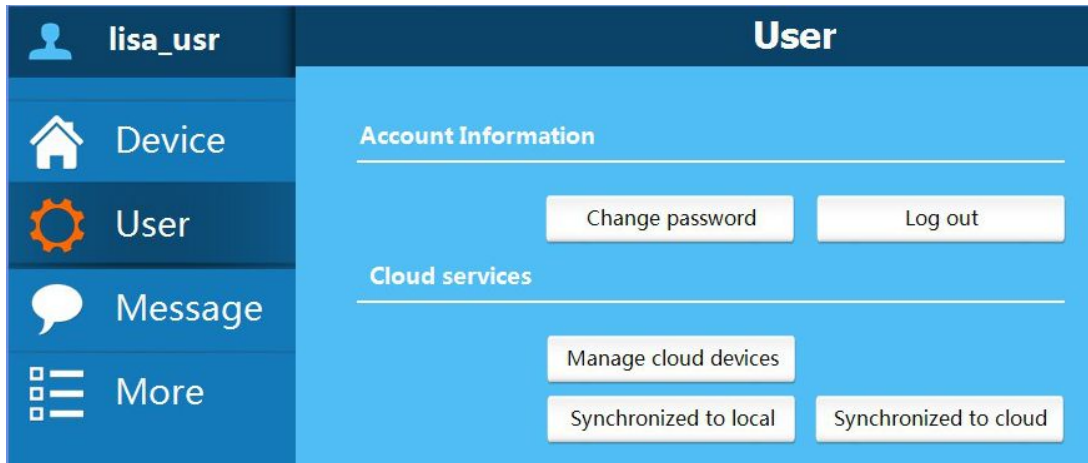 lisa_usr
User
Device
User
Message
More
Account Information
Change password Log out
Cloud services
Manage cloud devices
Synchronized to local Synchronized to cloud